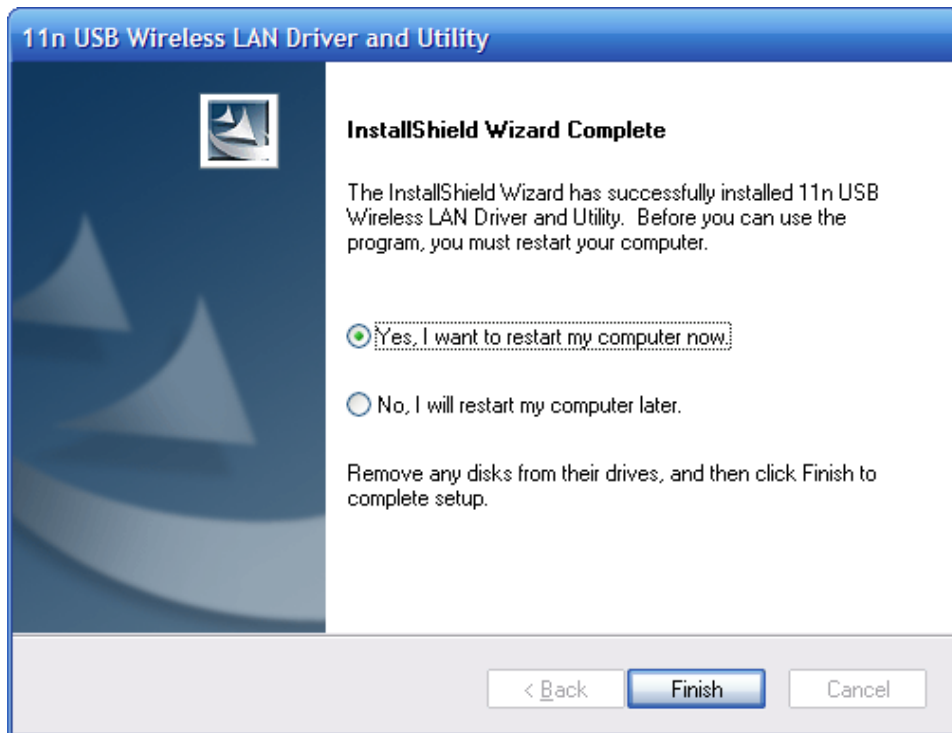 11n USB Wireless LAN Driver and Utility
InstallShield Wizard Complete
The InstallShield Wizard has successfully installed 11n USB
Wireless LAN Driver and Utility.  Before you can use the
program, you must restart your computer.
Yes, I want to restart my computer now.
No, I will restart my computer later.
Remove any disks from their drives, and then click Finish to
complete setup.
< Back Finish Cancel